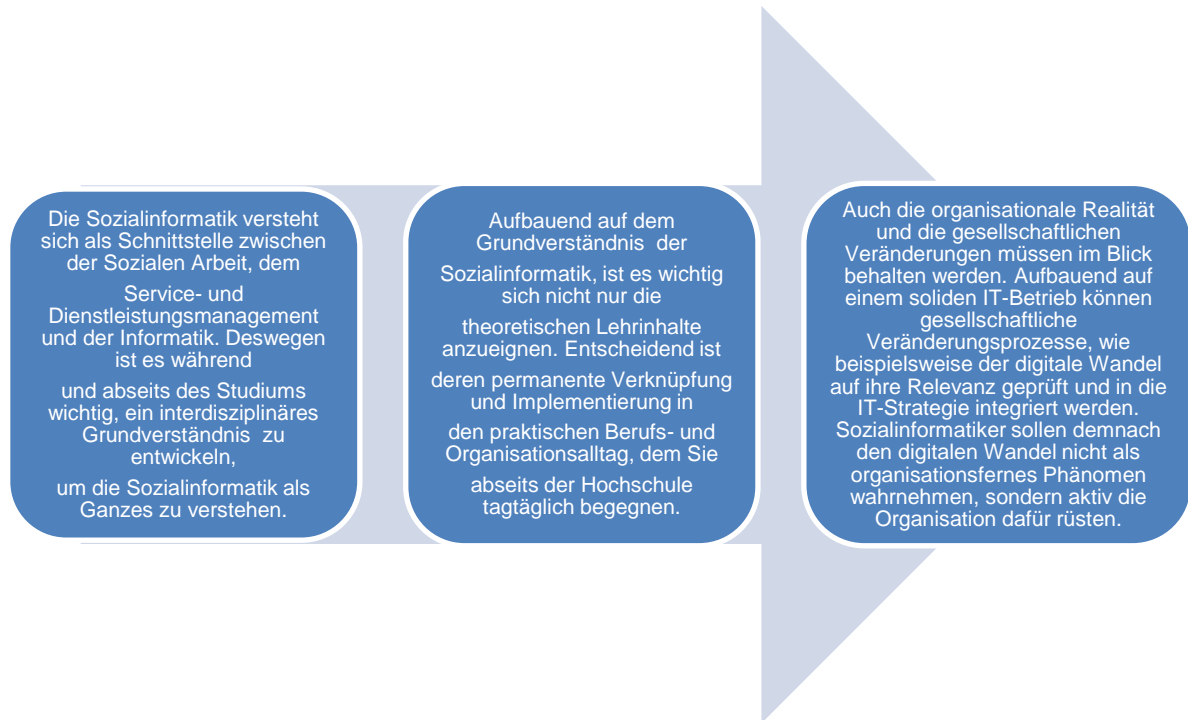 Die Sozialinformatik versteht
sich als Schnittstelle zwischen
der Sozialen Arbeit, dem
Service- und
Dienstleistungsmanagement
und der Informatik. Deswegen
ist es während
und abseits des Studiums
wichtig, ein interdisziplinäres
Grundverständnis zu
entwickeln,
um die Sozialinformatik als
Ganzes zu verstehen.
Aufbauend auf dem
Grundverständnis der
Sozialinformatik, ist es wichtig
sich nicht nur die
theoretischen Lehrinhalte
anzueignen. Entscheidend ist
deren permanente Verknüpfung
und Implementierung in
den praktischen Berufs- und
Organisationsalltag, dem Sie
abseits der Hochschule
tagtäglich begegnen.
Auch die organisationale Realität
und die gesellschaftlichen
Veränderungen müssen im Blick
behalten werden. Aufbauend auf
einem soliden IT-Betrieb können
gesellschaftliche
Veränderungsprozesse, wie
beispielsweise der digitale Wandel
auf ihre Relevanz geprüft und in die
IT-Strategie integriert werden.
Sozialinformatiker sollen demnach
den digitalen Wandel nicht als
organisationsfernes Phänomen
wahrnehmen, sondern aktiv die
Organisation dafür rüsten.